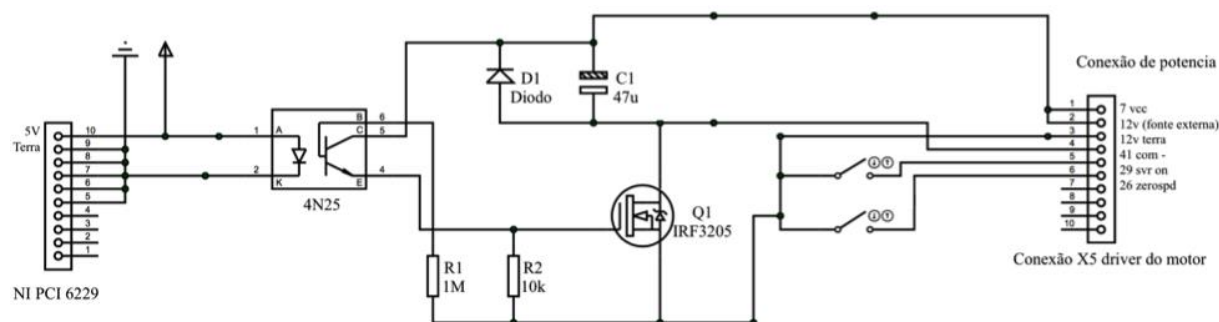 NI PCI 6229
5V
Terra
10
9
8
7
6
5
4
3
2
1
1
2
A
K
B
C
E
6
5
4
4N25
D1
Diodo
C1
47u
R1
1M
R2
10k
Q1
IRF3205
Conexão de potencia
1
2
3
4
5
6
7
8
9
10
7 vcc
12v (fonte externa)
12v terra
41 com -
29 svr on
26 zerospd
Conexão X5 driver do motor